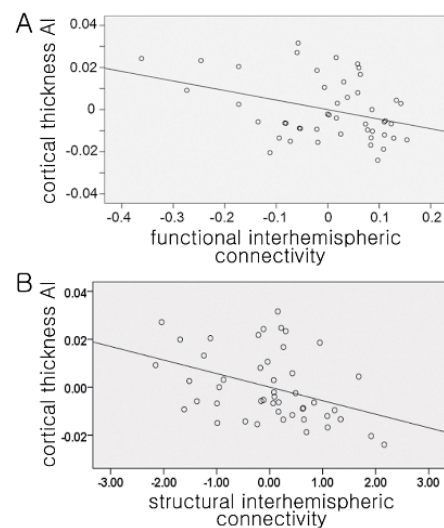 A
cortical thickness AI
0.04
0.02
0
-0.02
-0.04
-0.4 -0.3 -0.2 -0.1 0 0.1 0.2
functional interhemispheric
connectivity
B
cortical thickness AI
0.04
0.02
0.00
-0.02
-3.00 -2.00 -1.00 0.00 1.00 2.00 3.00
structural interhemispheric
connectivity